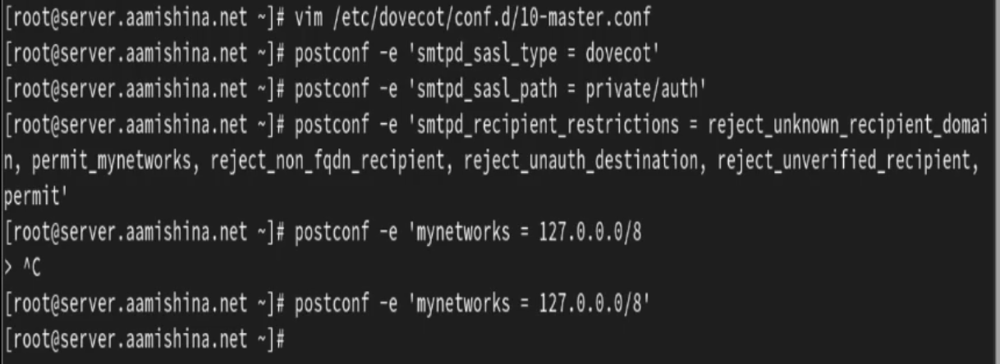 [root@server.aamishina.net ~]# vim /etc/dovecot/conf.d/10-master.conf
[root@server.aamishina.net ~]# postconf -e 'smtpd_sasl_type = dovecot'
[root@server.aamishina.net ~]# postconf -e 'smtpd_sasl_path = private/auth'
[root@server.aamishina.net ~]# postconf -e 'smtpd_recipient_restrictions = reject_unknown_recipient_domai
n, permit_mynetworks, reject_non_fqdn_recipient, reject_unauth_destination, reject_unverified_recipient,
permit'
[root@server.aamishina.net ~]# postconf -e 'mynetworks = 127.0.0.0/8
> ^C
[root@server.aamishina.net ~]# postconf -e 'mynetworks = 127.0.0.0/8'
[root@server.aamishina.net ~]#